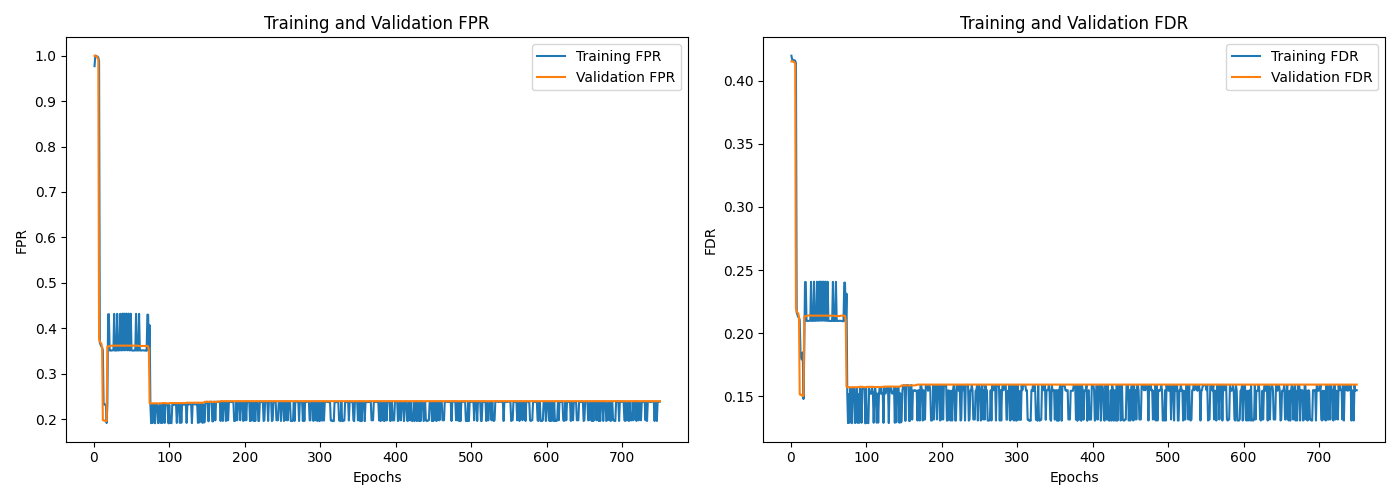 Training and Validation FPR
1.0
0.9
0.8
0.7
0.6
0.5
0.4
0.3
0.2
FPR
Training FPR
Validation FPR
0 100 200 300 400 500 600 700
Epochs
Training and Validation FDR
0.40
0.35
0.30
0.25
0.20
0.15
FDR
Training FDR
Validation FDR
0 100 200 300 400 500 600 700
Epochs